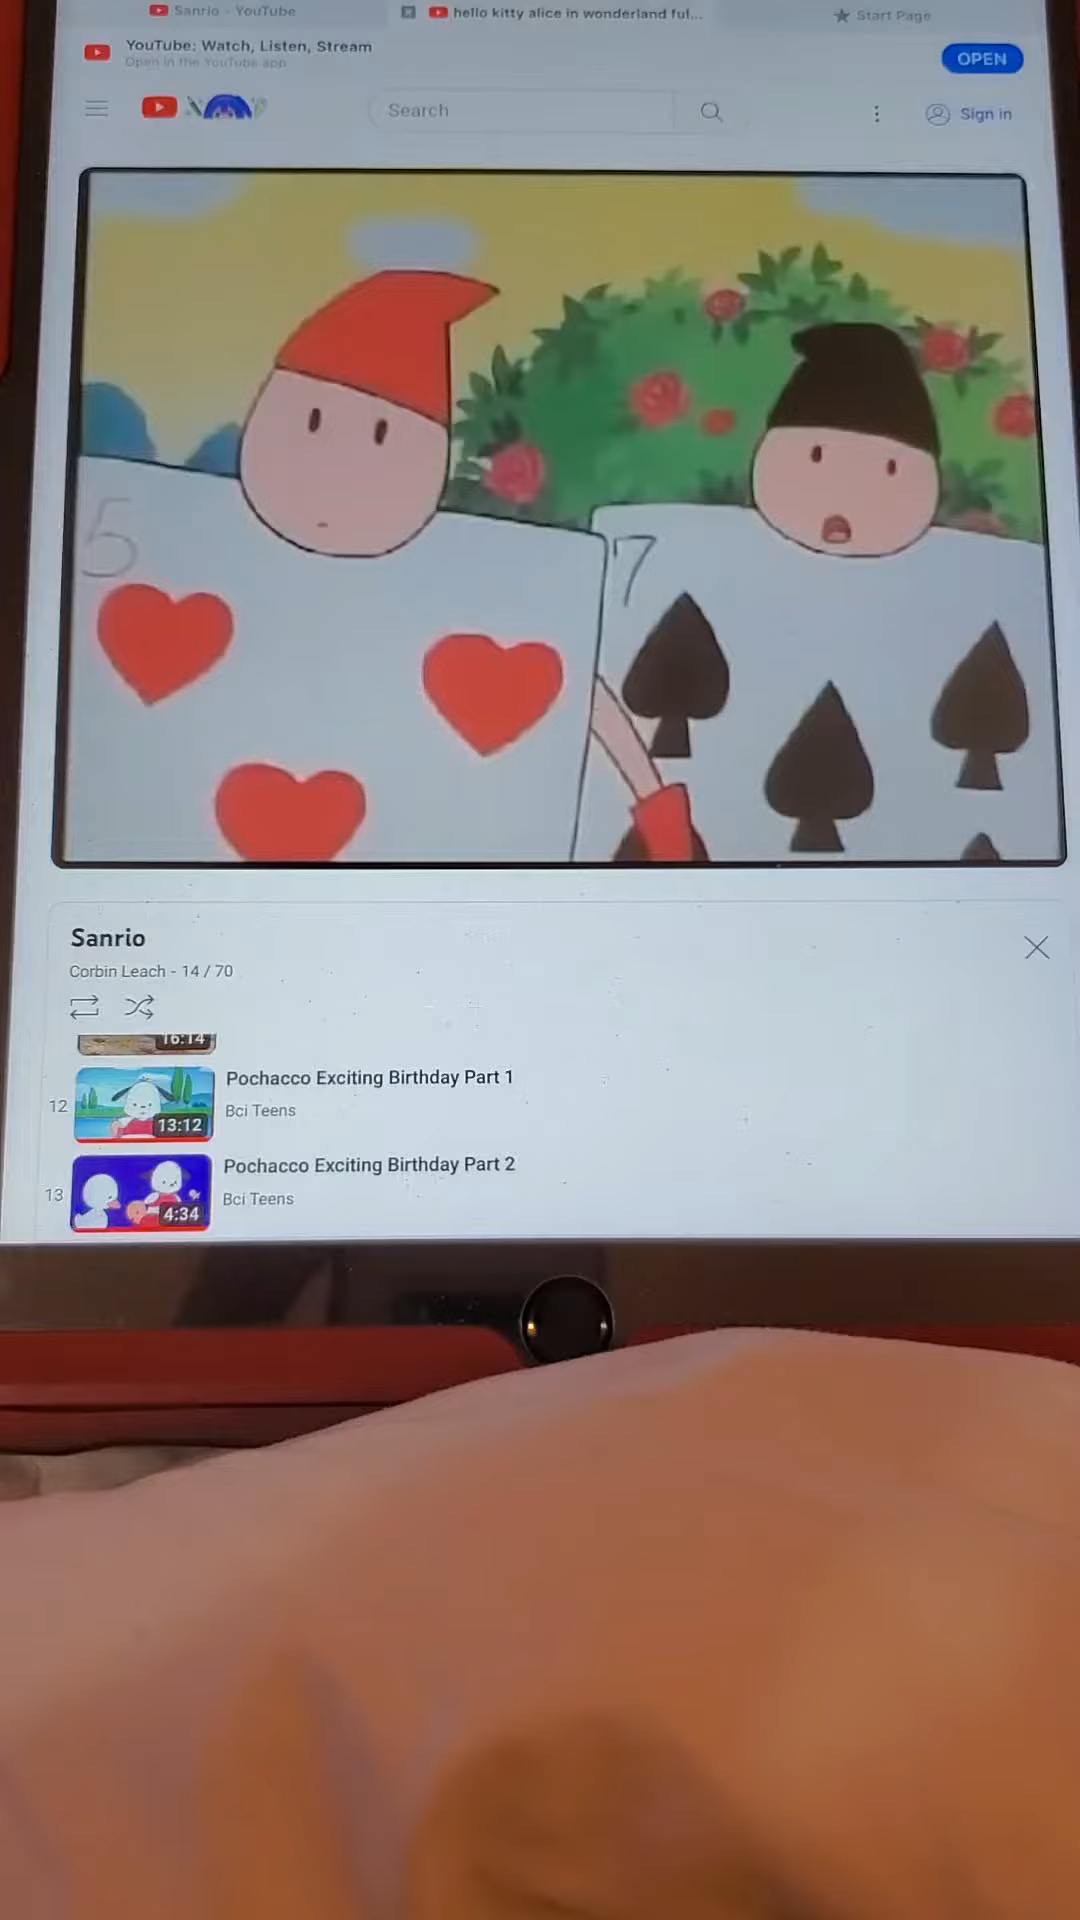 Sanrio - YouTube
hello kitty alice in wonderland ful...
Start Page
YouTube: Watch, Listen, Stream
Open in the YouTube app
OPEN
Search
Sign in
5
7
Sanrio
Corbin Leach - 14 / 70
16:14
12
Pochacco Exciting Birthday Part 1
Bci Teens
13:12
13
Pochacco Exciting Birthday Part 2
Bci Teens
4:34